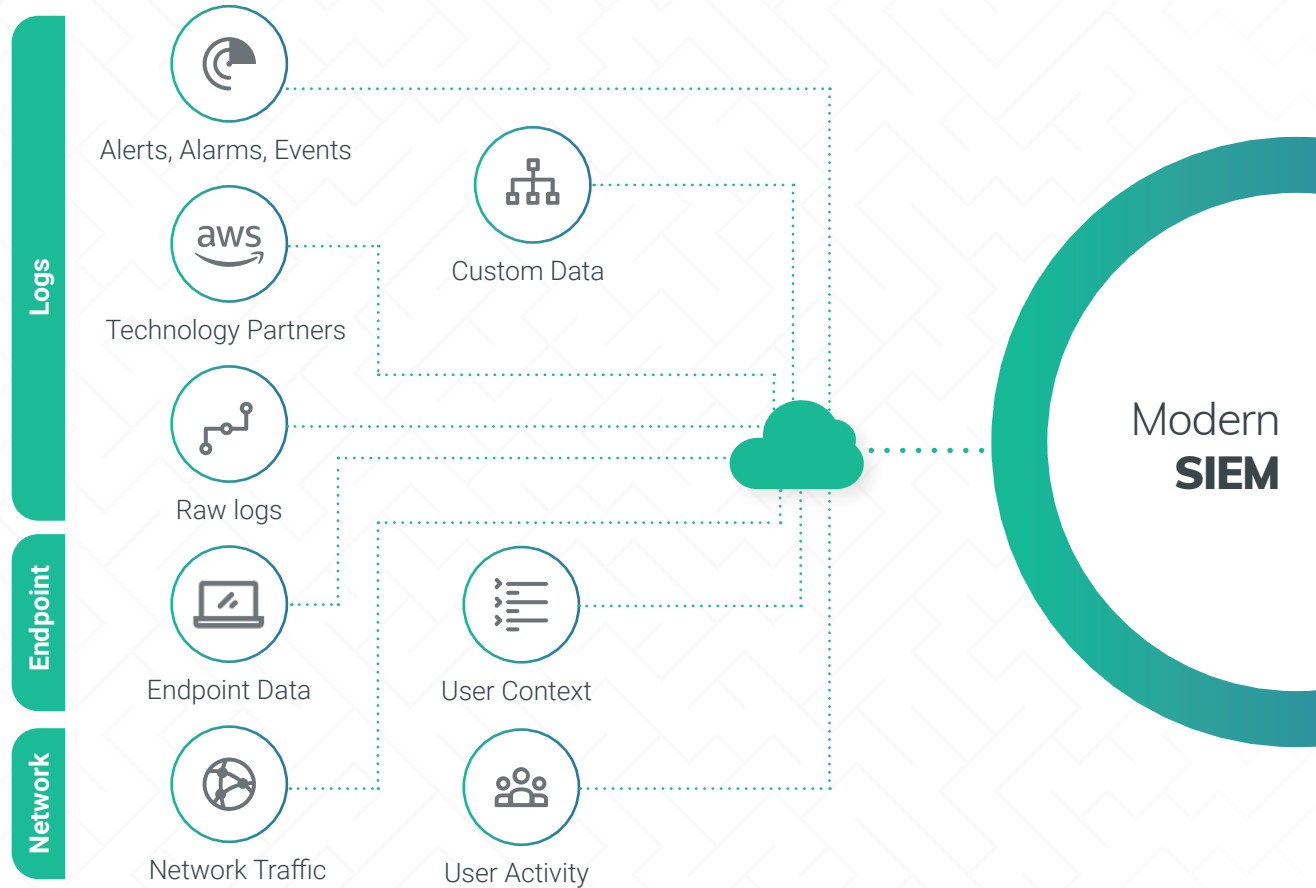 Logs
Alerts, Alarms, Events
Custom Data
aws
Technology Partners
Raw logs
Modern
SIEM
Endpoint
Endpoint Data
User Context
Network
Network Traffic
User Activity